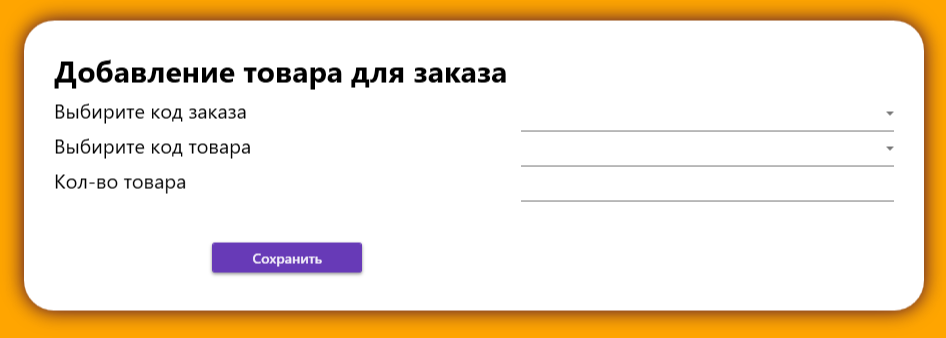 Добавление товара для заказа
Выбирите код заказа
Выбирите код товара
Кол-во товара
Сохранить